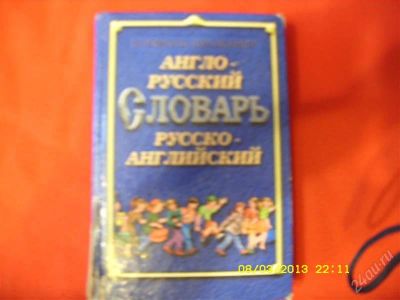 АНГЛО-
РУССКИЙ
СЛОВАРЬ
РУССКО-
АНГЛИЙСКИЙ
08/03/2013 22:11
24au.ru